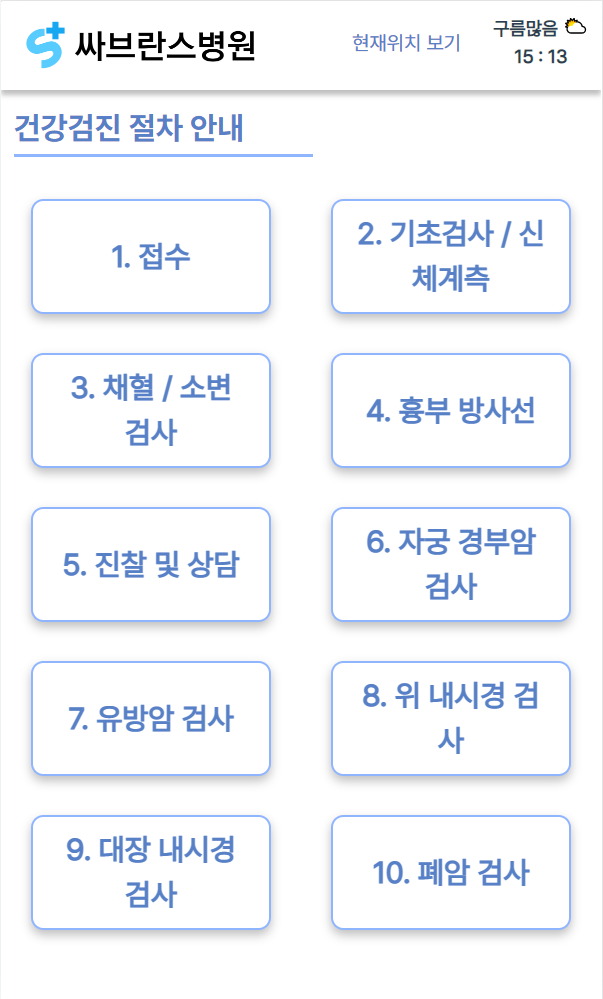 싸브란스병원
현재위치 보기
구름많음
15 : 13
건강검진 절차 안내
1. 접수
2. 기초검사 / 신
체계측
3. 채혈 / 소변
검사
4. 흉부 방사선
5. 진찰 및 상담
6. 자궁 경부암
검사
7. 유방암 검사
8. 위 내시경 검
사
9. 대장 내시경
검사
10. 폐암 검사